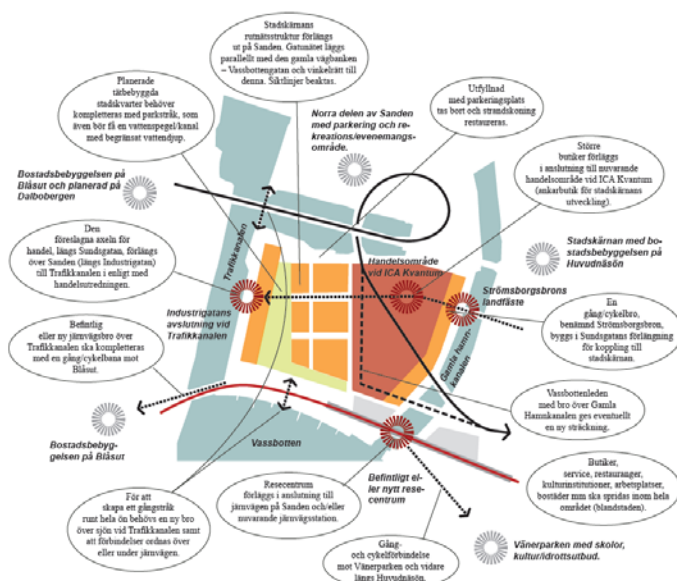 Stadskärnans
rutnätsstruktur förlängs
ut på Sanden. Gatunätet läggs
parallellt med den gamla vägbanken
– Vassbottengatan och vinkelrätt till
denna. Siktlinjer beaktas.
Planerade
tätbebyggda
stadskvarter behöver
kompletteras med parkstråk, som
även bör få en vattenspegel/kanal
med begränsat vattendjup.
Utfyllnad
med parkeringsplats
tas bort och strandskoning
restaureras.
Norra delen av Sanden
med parkering och re-
kreations/evenemangs-
område.
Större
butiker förläggs
i anslutning till nuvarande
handelsområde vid ICA Kvantum
(ankarbutik för stadskärnans
utveckling).
Bostadsbebyggelsen på
Blåsut och planerad på
Dalbobergen
Den
föreslagna axeln för
handel, längs Sundsgatan, förlängs
över Sanden (längs Industrigatan)
till Trafikkanalen i enligt med
handelsutredningen.
Trafikkanalen
Handelsområde
vid ICA Kvantum
Stadskärnan med bo-
stadsbebyggelsen på
Huvudnäsön
Strömsborgsbrons
landfäste
Industrigatans
avslutning vid
Trafikkanalen
En
gång/cykelbro,
benämnd Strömsborgsbron,
byggs i Sundsgatans förlängning
för koppling till
stadskärnan.
Befintlig
eller ny järnvägsbro över
Trafikkanalen ska kompletteras
med en gång/cykelbana mot
Blåsut.
Gamla hamn-
kanalen
Vassbottenleden
med bro över Gamla
Hamnkanalen ges eventuellt
en ny sträckning.
Bostadsbebyg-
gelsen på Blåsut
Vassbotten
Butiker,
service, restauranger,
kulturinstitutioner, arbetsplatser,
bostäder mm ska spridas inom hela
området (blandstaden).
Resecentrum
förläggs i anslutning till
järnvägen på Sanden och/eller
nuvarande järnvägsstation.
Befintligt el-
ler nytt rese-
centrum
För att
skapa ett gångstråk
runt hela ön behövs en ny bro
över sjön vid Trafikkanalen samt
att förbindelser ordnas över
eller under järnvägen.
Gång-
och cykelförbindelse
mot Vänerparken och vidare
längs Huvudnäsön.
Vänerparken med skolor,
kultur/idrottsutbud.